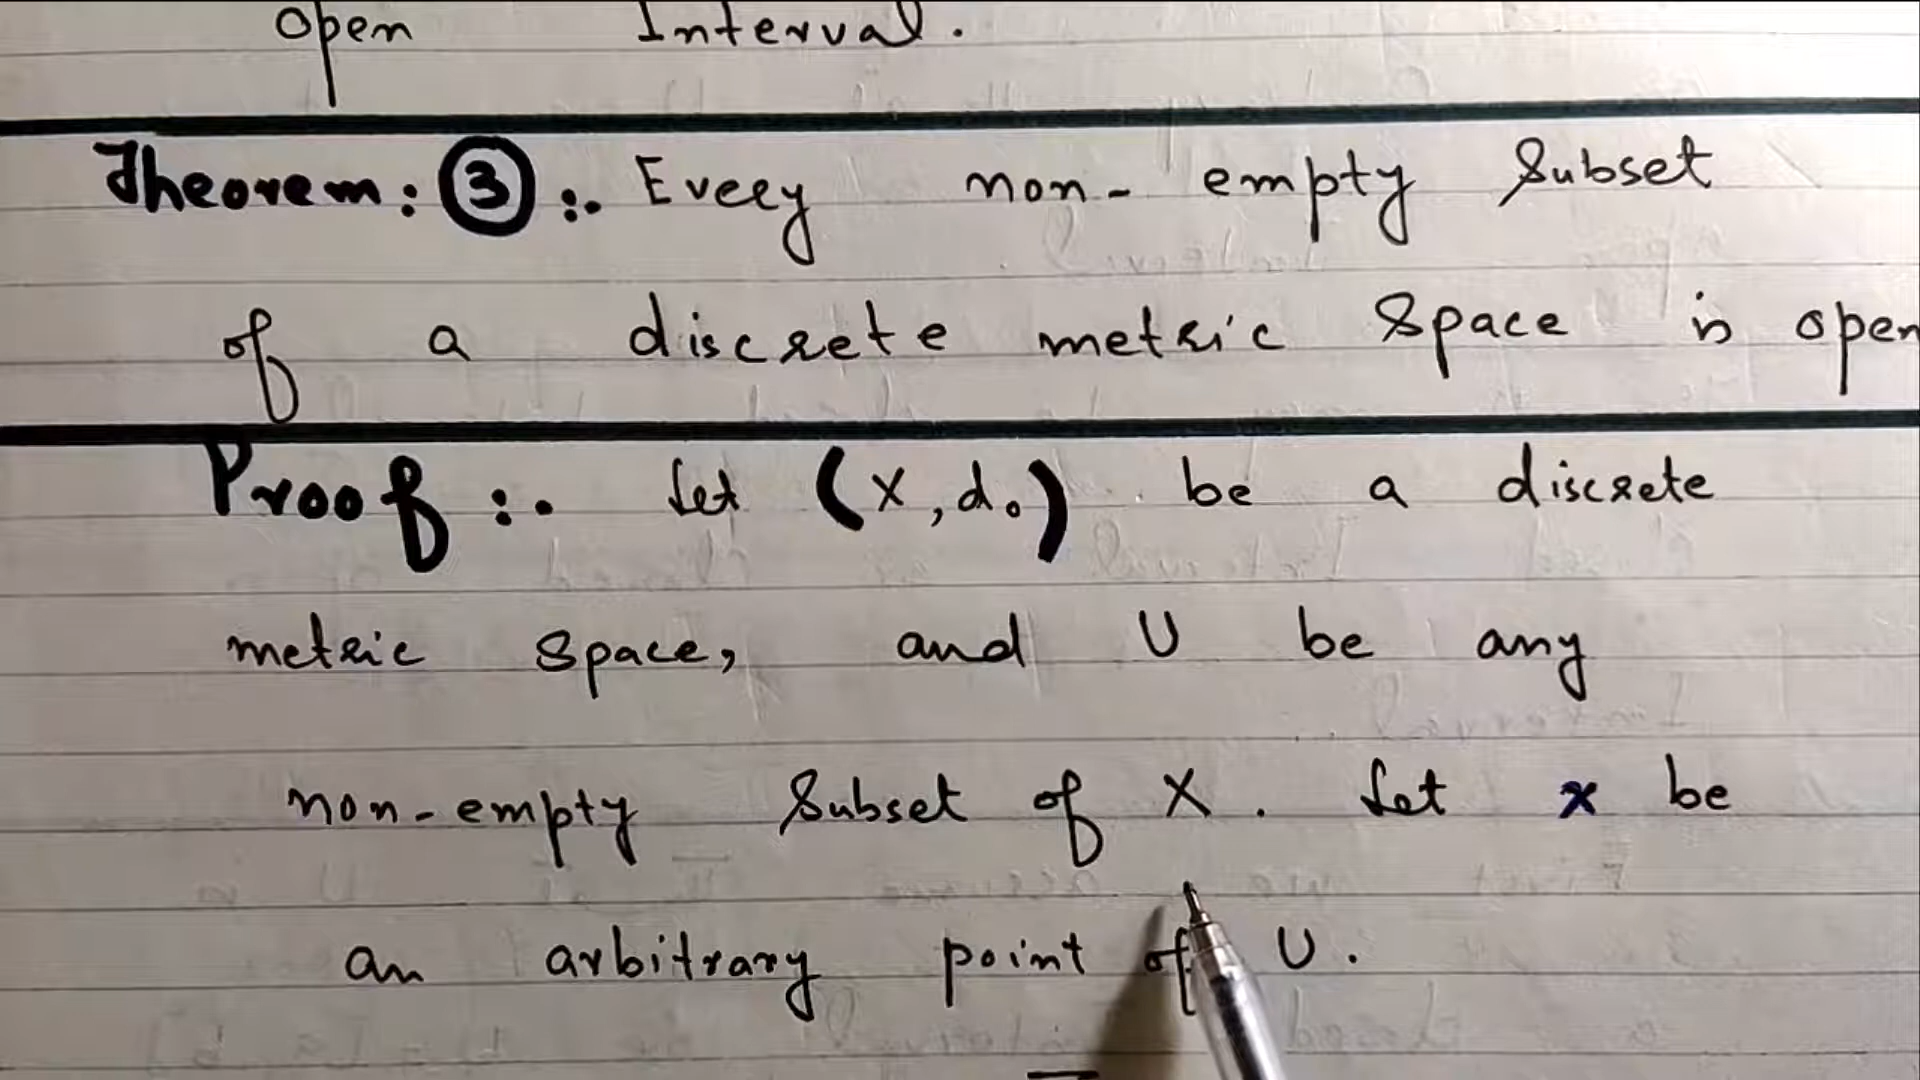 open Interval.
Theorem: ③ :. Every non-empty Subset
of a discrete metric Space is open
Proof :. Let (X, d₀) be a discrete
metric space, and U be any
non-empty Subset of X. Let x be
an arbitrary point of U.